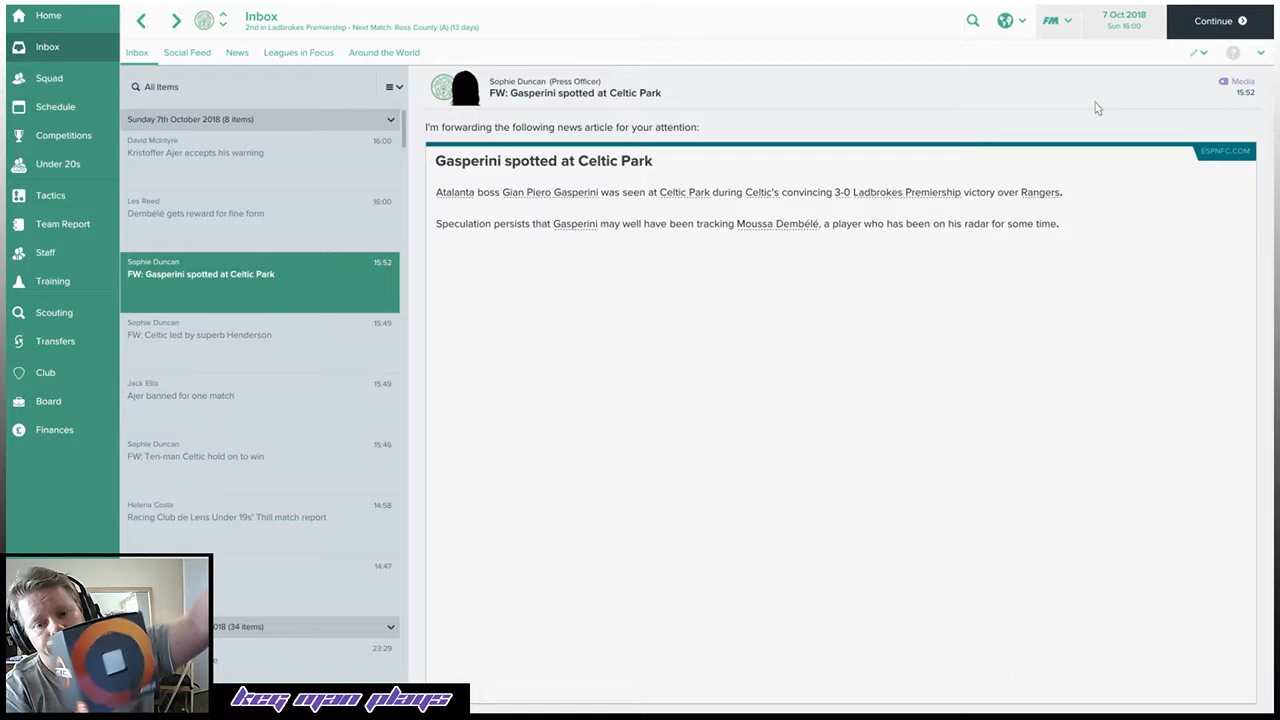 Home
Inbox
2nd in Ladbrokes Premiership - Next Match: Ross County (A) (13 days)
FM
7 Oct 2018
Sun 16:00
Continue
Inbox
Squad
Schedule
Competitions
Under 20s
Tactics
Team Report
Staff
Training
Scouting
Transfers
Club
Board
Finances
Inbox
Social Feed
News
Leagues in Focus
Around the World
All Items
Sunday 7th October 2018 (8 items)
David McIntyre 16:00
Kristoffer Ajer accepts his warning
Les Reed 16:00
Dembélé gets reward for fine form
Sophie Duncan 15:52
FW: Gasperini spotted at Celtic Park
Sophie Duncan 15:49
FW: Celtic led by superb Henderson
Jack Ellis 15:49
Ajer banned for one match
Sophie Duncan 15:46
FW: Ten-man Celtic hold on to win
Helena Costa 14:58
Racing Club de Lens Under 19s' Thill match report
14:47
018 (34 items)
23:29
Sophie Duncan (Press Officer)
FW: Gasperini spotted at Celtic Park
Media
15:52
I'm forwarding the following news article for your attention:
ESPNFC.COM
Gasperini spotted at Celtic Park
Atalanta boss Gian Piero Gasperini was seen at Celtic Park during Celtic's convincing 3-0 Ladbrokes Premiership victory over Rangers.
Speculation persists that Gasperini may well have been tracking Moussa Dembélé, a player who has been on his radar for some time.
keg man plays